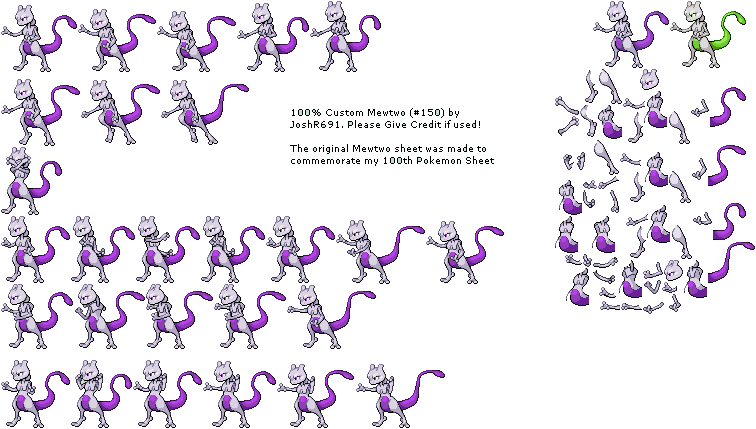 100% Custom Mewtwo (#150) by
JoshR691. Please Give Credit if used!
The original Mewtwo sheet was made to
commemorate my 100th Pokemon Sheet